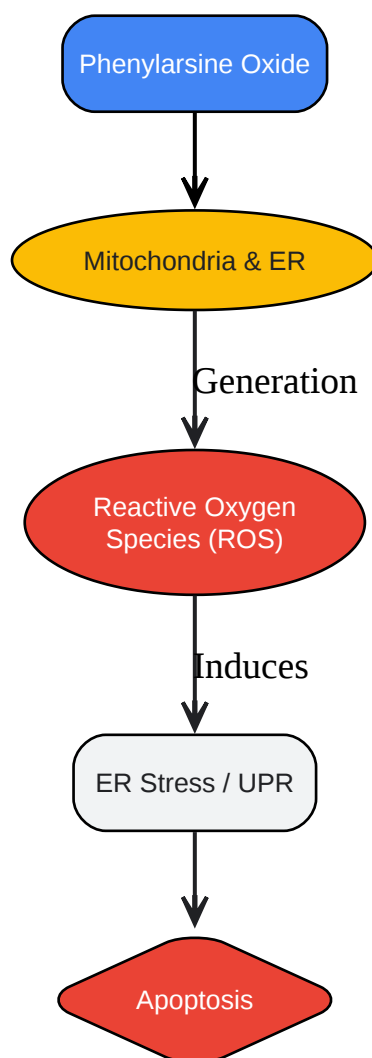 Phenylarsine Oxide
Mitochondria & ER
Generation
Reactive Oxygen
Species (ROS)
Induces
ER Stress / UPR
Apoptosis